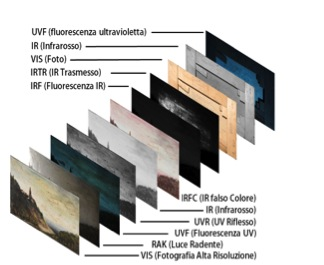 UVF (fluorescenza ultravioletta)
IR (Infrarosso)
VIS (Foto)
IRTR (IR Trasmesso)
IRF (Fluorescenza IR)
IRFC (IR falso Colore)
IR (Infrarosso)
UVR (UV Riflesso)
UVF (Fluorescenza UV)
RAK (Luce Radente)
VIS (Fotografia Alta Risoluzione)